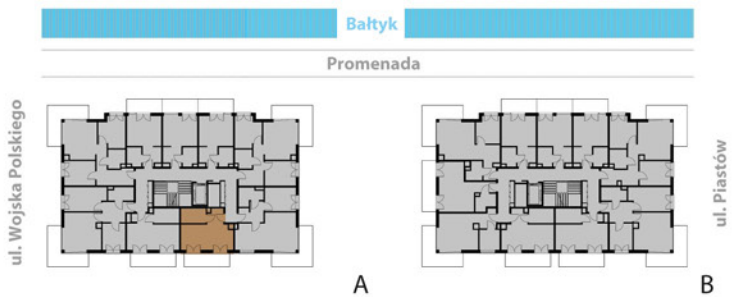 Bałtyk
Promenada
ul. Wojska Polskiego
ul. Piastów
A
B